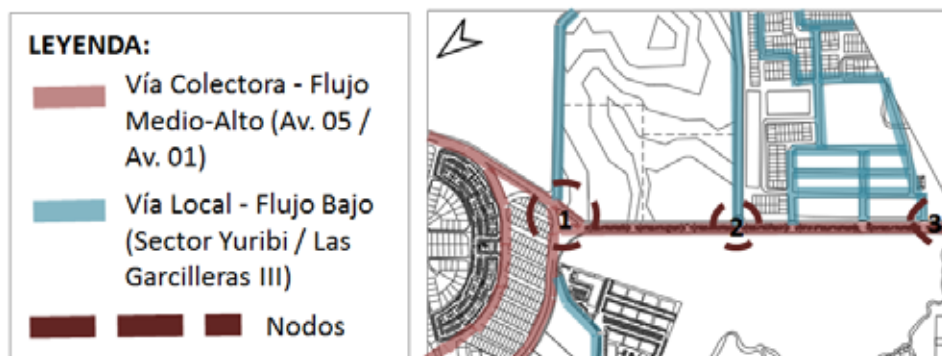 LEYENDA:
Vía Colectora - Flujo
Medio-Alto (Av. 05 /
Av. 01)
Vía Local - Flujo Bajo
(Sector Yuribi / Las
Garcilleras III)
Nodos
1
2
3